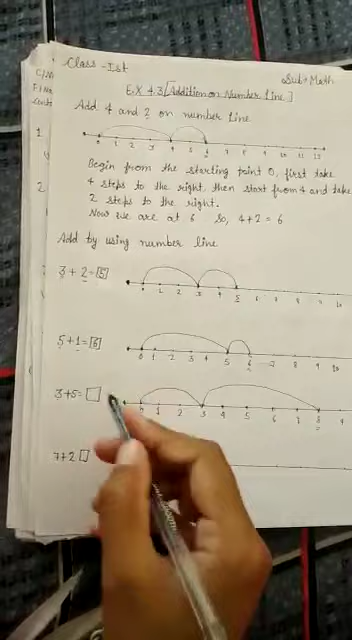 Class - Ist
Sub + Math
EX 4.3 [Addition on Number Line]
Add 4 and 2 on number line
0 1 2 3 4 5 6 7 8 9 10 11 12
Begin from the starting point 0, first take
4 steps to the right, then start from 4 and take
2 steps to the right.
Now we are at 6 So, 4+2 = 6
Add by using number line
3 + 2 = 5
0 1 2 3 4 5 6 7 8 9 10
5 + 1 = 6
0 1 2 3 4 5 6 7 8 9 10
3+5=
0 1 2 3 4 5 6 7 8 9
7+2
1
2